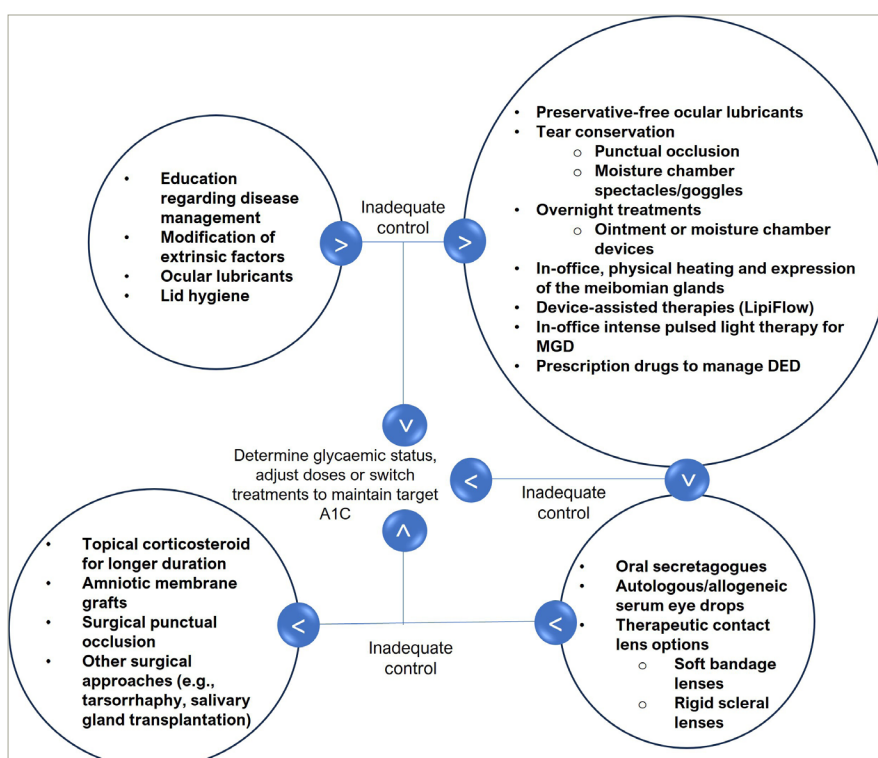 • Education
regarding disease
management
• Modification of
extrinsic factors
• Ocular lubricants
• Lid hygiene
>
Inadequate
control
>
• Preservative-free ocular lubricants
• Tear conservation
o Punctual occlusion
o Moisture chamber
spectacles/goggles
• Overnight treatments
o Ointment or moisture chamber
devices
• In-office, physical heating and expression
of the meibomian glands
• Device-assisted therapies (LipiFlow)
• In-office intense pulsed light therapy for
MGD
• Prescription drugs to manage DED
>
Determine glycaemic status,
adjust doses or switch
treatments to maintain target
A1C
<
Inadequate
control
>
<
• Oral secretagogues
• Autologous/allogeneic
serum eye drops
• Therapeutic contact
lens options
o Soft bandage
lenses
o Rigid scleral
lenses
<
Inadequate
control
<
• Topical corticosteroid
for longer duration
• Amniotic membrane
grafts
• Surgical punctual
occlusion
• Other surgical
approaches (e.g.,
tarsorrhaphy, salivary
gland transplantation)